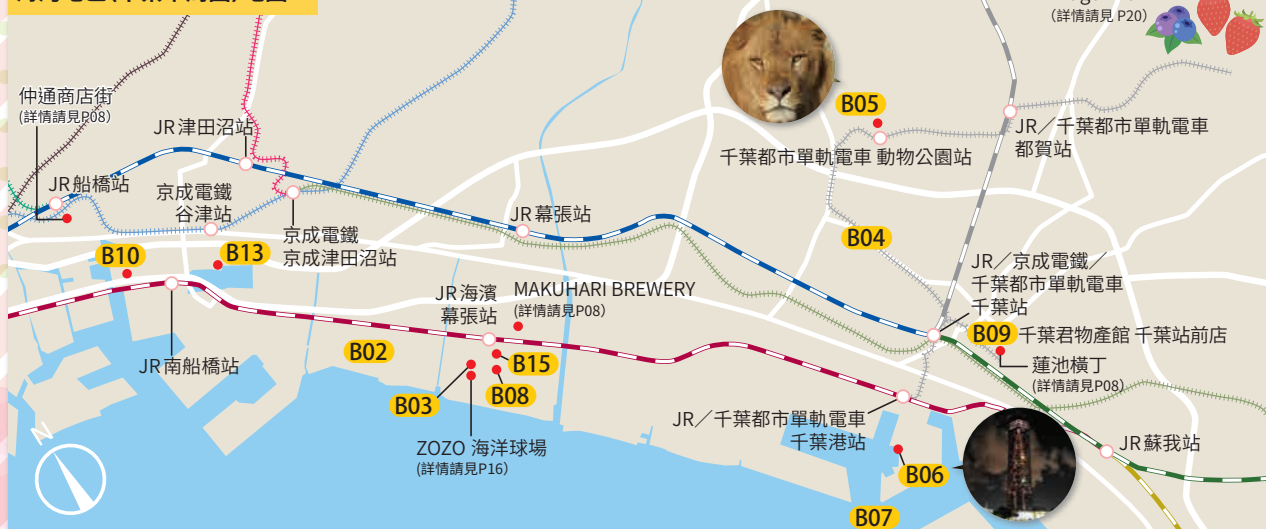 (詳情請見 P20)
仲通商店街
(詳情請見P08)
JR津田沼站
B05
JR／千葉都市單軌電車
都賀站
千葉都市單軌電車 動物公園站
JR船橋站
京成電鐵
谷津站
JR幕張站
京成電鐵
京成津田沼站
B04
B10
B13
JR／京成電鐵／
千葉都市單軌電車
千葉站
JR海濱
幕張站
MAKUHARI BREWERY
(詳情請見P08)
B09 千葉君物產館 千葉站前店
蓮池橫丁
(詳情請見P08)
JR南船橋站
B02
B15
B08
B03
JR／千葉都市單軌電車
千葉港站
ZOZO 海洋球場
(詳情請見P16)
JR蘇我站
B06
B07
N